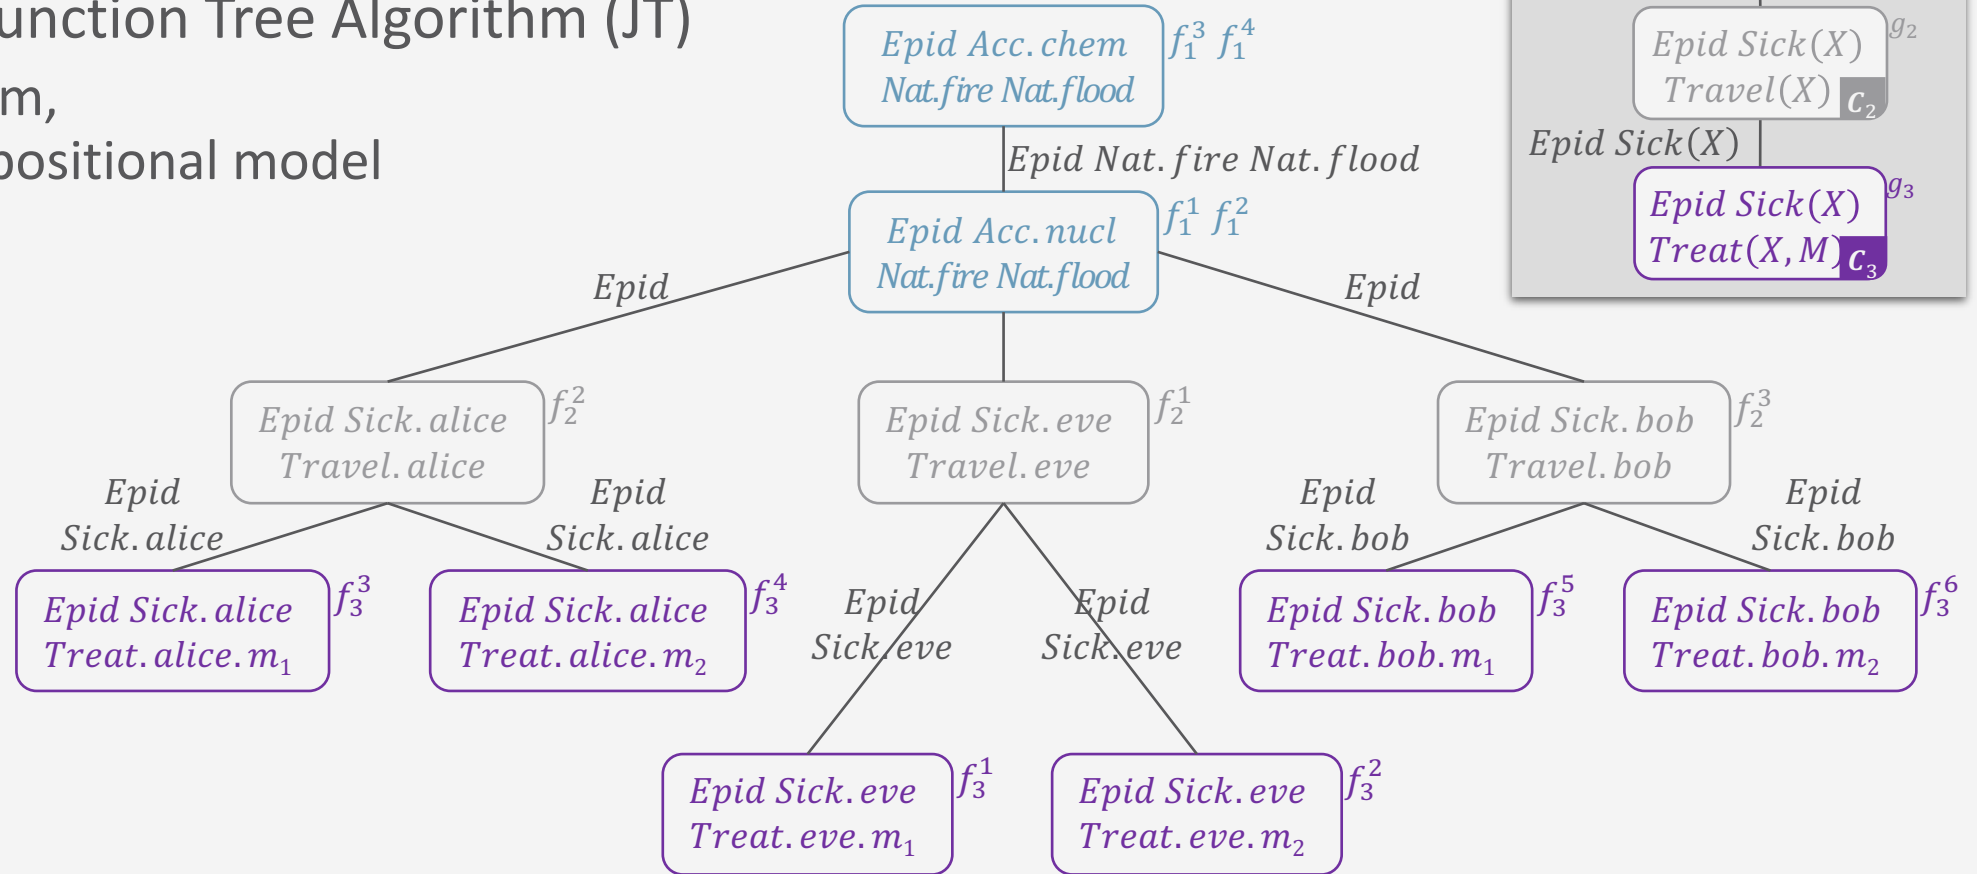 unction Tree Algorithm (JT)
m,
positional model
Epid Acc.chem
Nat.fire Nat.flood
f₁³ f₁⁴
Epid Nat.fire Nat.flood
Epid Acc.nucl
Nat.fire Nat.flood
f₁¹ f₁²
Epid
Epid
Epid Sick(X)
Travel(X)
C₂
g₂
Epid Sick(X)
Epid Sick(X)
Treat(X,M)
C₃
g₃
Epid Sick.alice
Travel.alice
f₂²
Epid Sick.eve
Travel.eve
f₂¹
Epid Sick.bob
Travel.bob
f₂³
Epid
Sick.alice
Epid
Sick.alice
Epid
Sick.bob
Epid
Sick.bob
Epid Sick.alice
Treat.alice.m₁
f₃³
Epid Sick.alice
Treat.alice.m₂
f₃⁴
Epid
Sick.eve
Epid
Sick.eve
Epid Sick.bob
Treat.bob.m₁
f₃⁵
Epid Sick.bob
Treat.bob.m₂
f₃⁶
Epid Sick.eve
Treat.eve.m₁
f₃¹
Epid Sick.eve
Treat.eve.m₂
f₃²